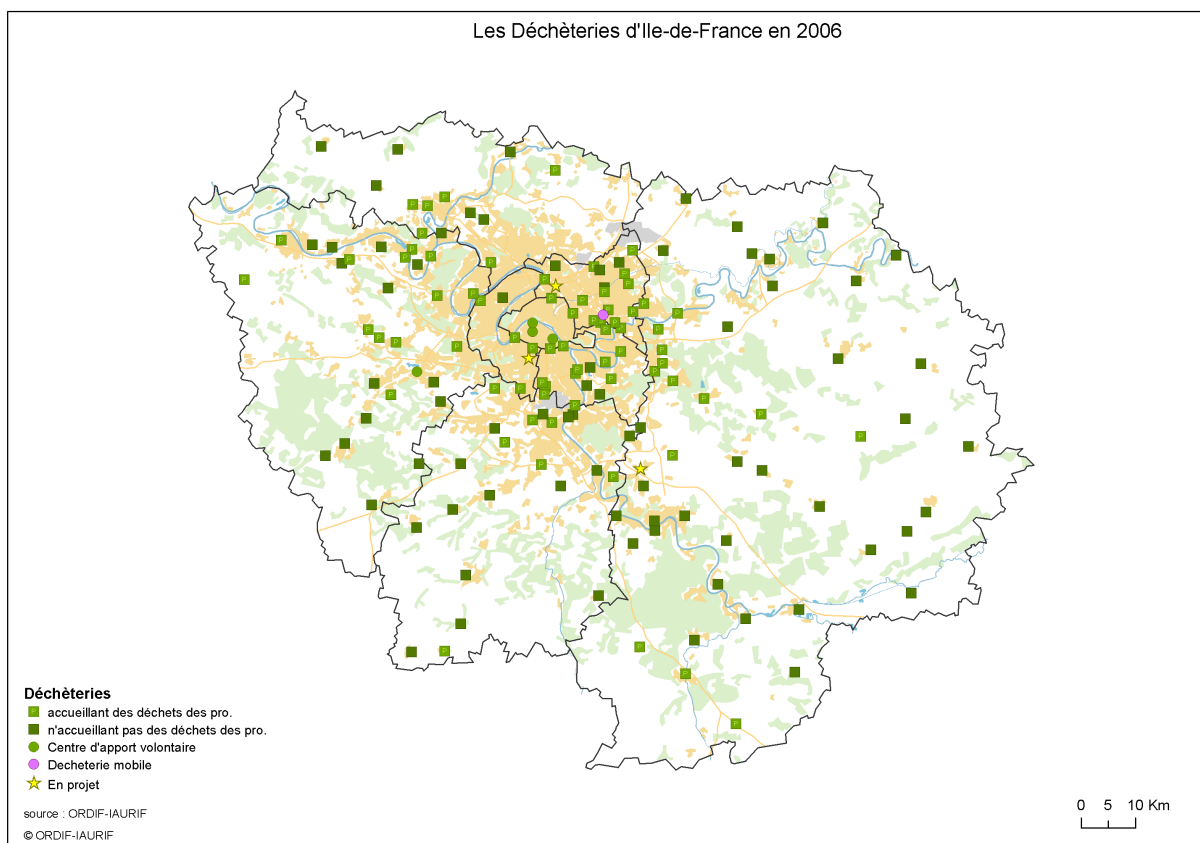 Les Déchèteries d'Ile-de-France en 2006
Déchèteries
P accueillant des déchets des pro.
n'accueillant pas des déchets des pro.
Centre d'apport volontaire
Decheterie mobile
En projet
source : ORDIF-IAURIF
© ORDIF-IAURIF
0 5 10 Km